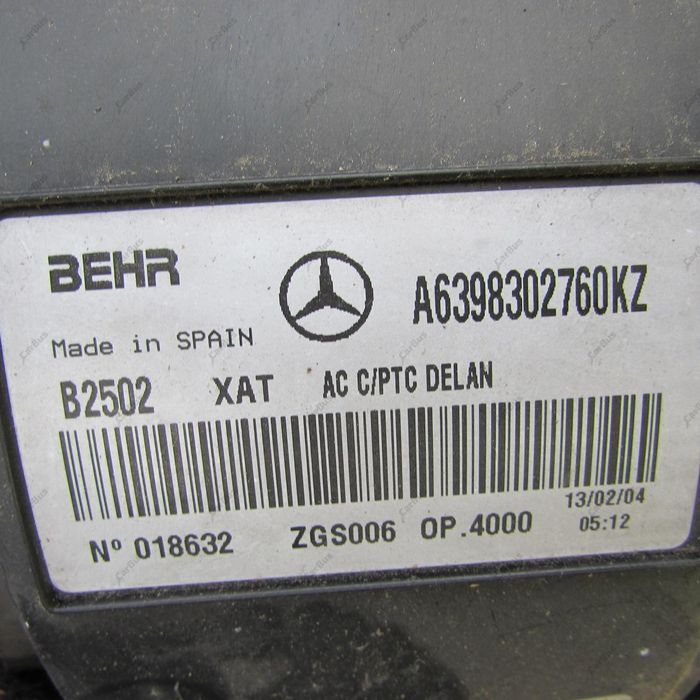 BEHR
A6398302760KZ
Made in SPAIN
B2502 XAT AC C/PTC DELAN
13/02/04
Nº 018632 ZGS006 OP.4000 05:12
CarBus